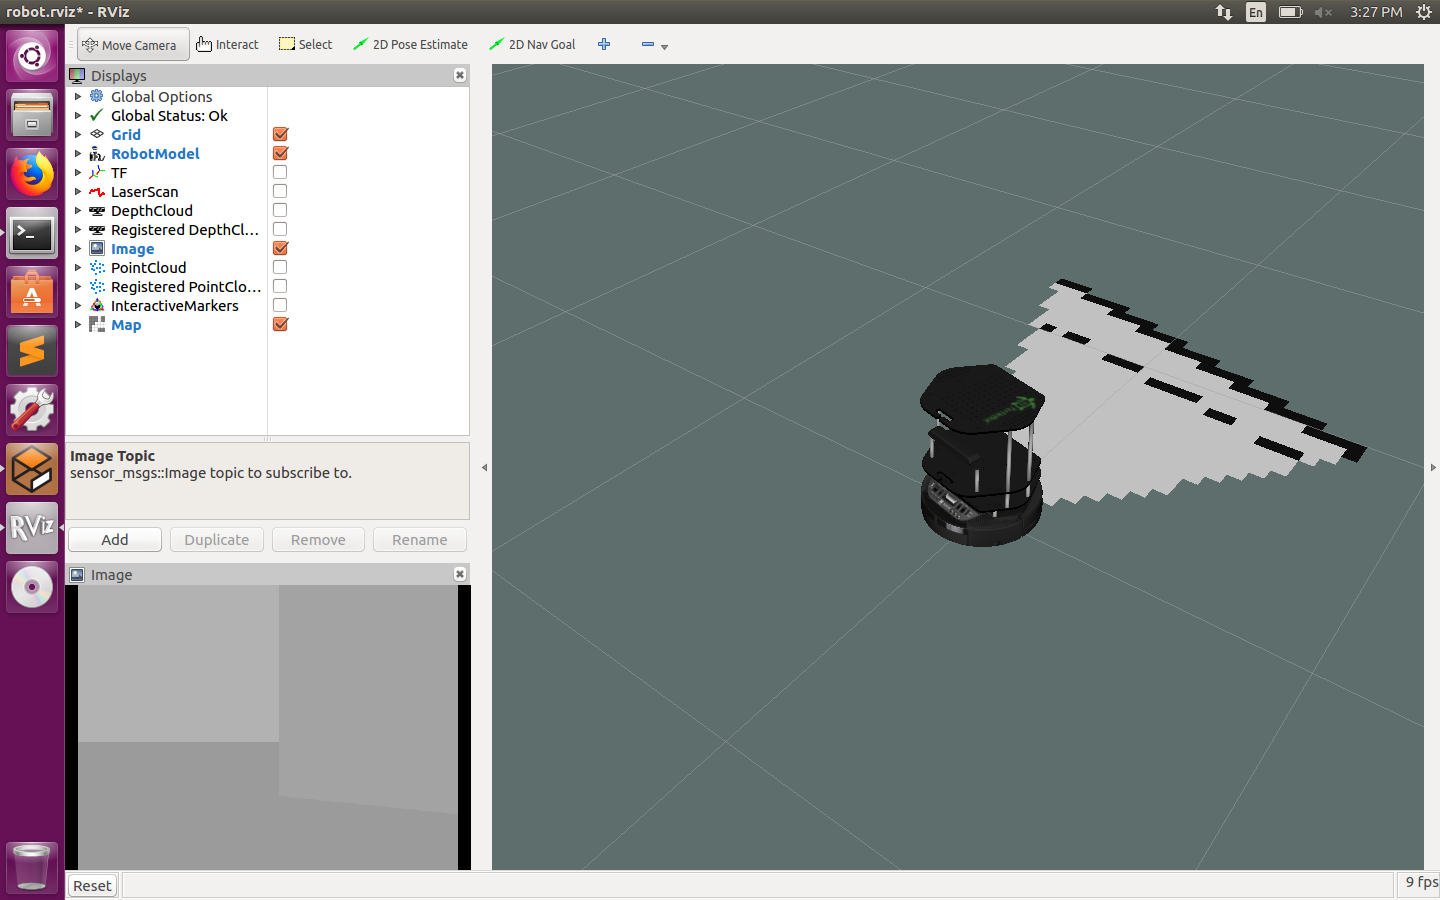 robot.rviz* - RViz
En
3:27 PM
Move Camera
Interact
Select
2D Pose Estimate
2D Nav Goal
Displays
Global Options
Global Status: Ok
Grid
RobotModel
TF
LaserScan
DepthCloud
Registered DepthCl...
Image
PointCloud
Registered PointClo...
InteractiveMarkers
Map
Image Topic
sensor_msgs::Image topic to subscribe to.
Add
Duplicate
Remove
Rename
RViz
Image
Reset
9 fps